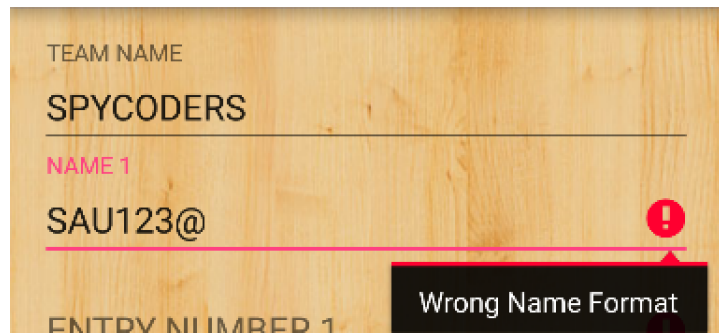 TEAM NAME
SPYCODERS
NAME 1
SAU123@
Wrong Name Format
ENTRY NUMBER 1